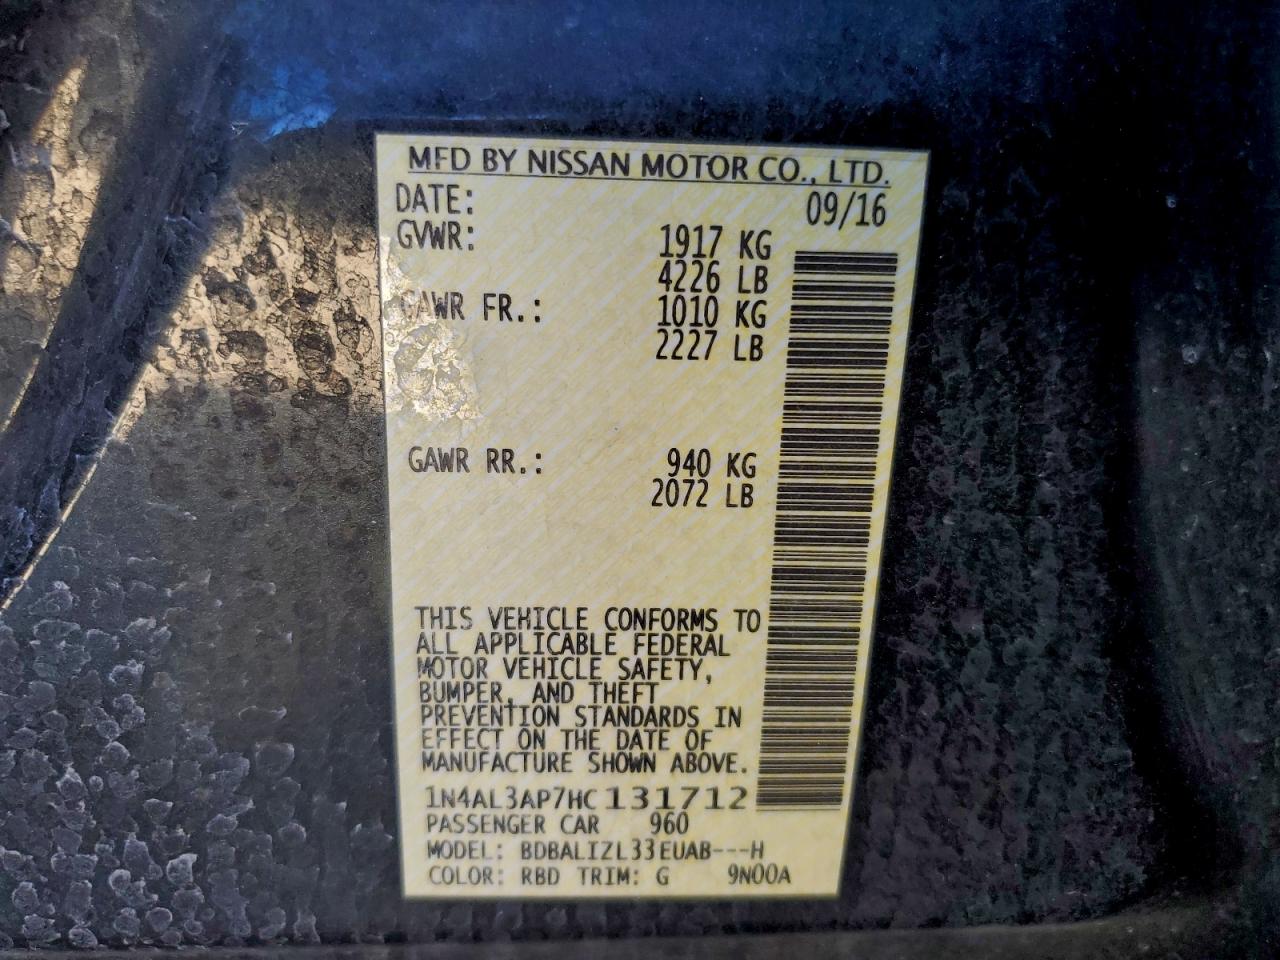 MFD BY NISSAN MOTOR CO., LTD.
DATE: 09/16
GVWR: 1917 KG
4226 LB
GAWR FR.: 1010 KG
2227 LB
GAWR RR.: 940 KG
2072 LB
THIS VEHICLE CONFORMS TO
ALL APPLICABLE FEDERAL
MOTOR VEHICLE SAFETY,
BUMPER, AND THEFT
PREVENTION STANDARDS IN
EFFECT ON THE DATE OF
MANUFACTURE SHOWN ABOVE.
1N4AL3AP7HC131712
PASSENGER CAR 960
MODEL: BDBALIZL33EUAB---H
COLOR: RBD TRIM: G 9N00A